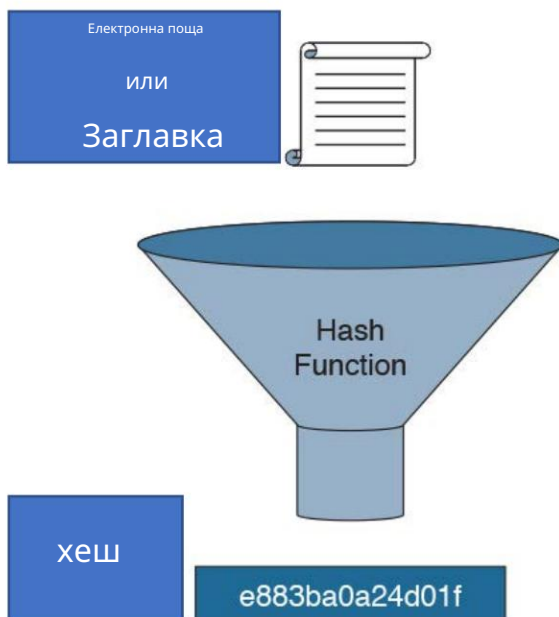 Електронна поща
или
Заглавка
Hash
Function
хеш
e883ba0a24d01f